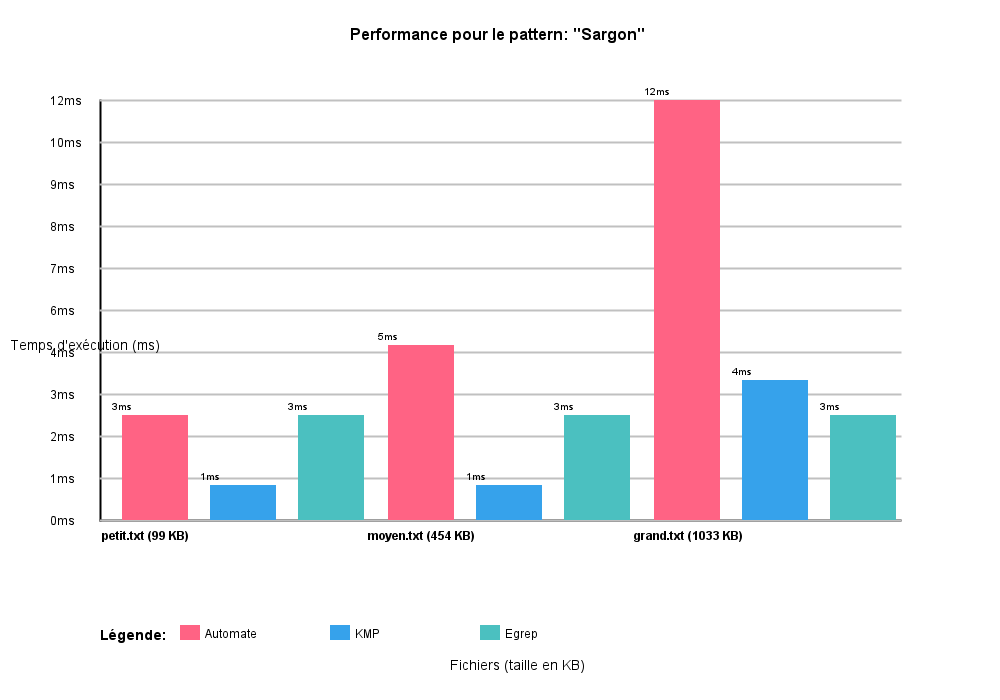 Performance pour le pattern: "Sargon"
12ms
12ms
10ms
9ms
8ms
7ms
6ms
5ms
Temps d'exécution (ms)
4ms
4ms
3ms
3ms
3ms
3ms
3ms
2ms
1ms
1ms
1ms
0ms
petit.txt (99 KB)
moyen.txt (454 KB)
grand.txt (1033 KB)
Légende:
Automate
KMP
Egrep
Fichiers (taille en KB)